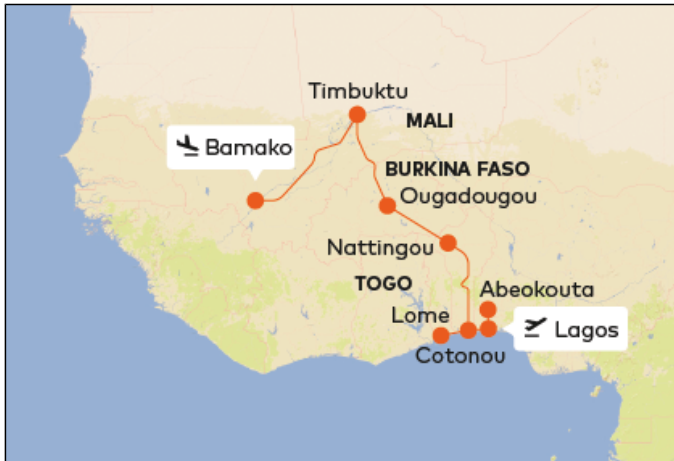 Timbuktu
MALI
Bamako
BURKINA FASO
Ougadougou
Nattingou
TOGO
Abeokouta
Lome
Lagos
Cotonou